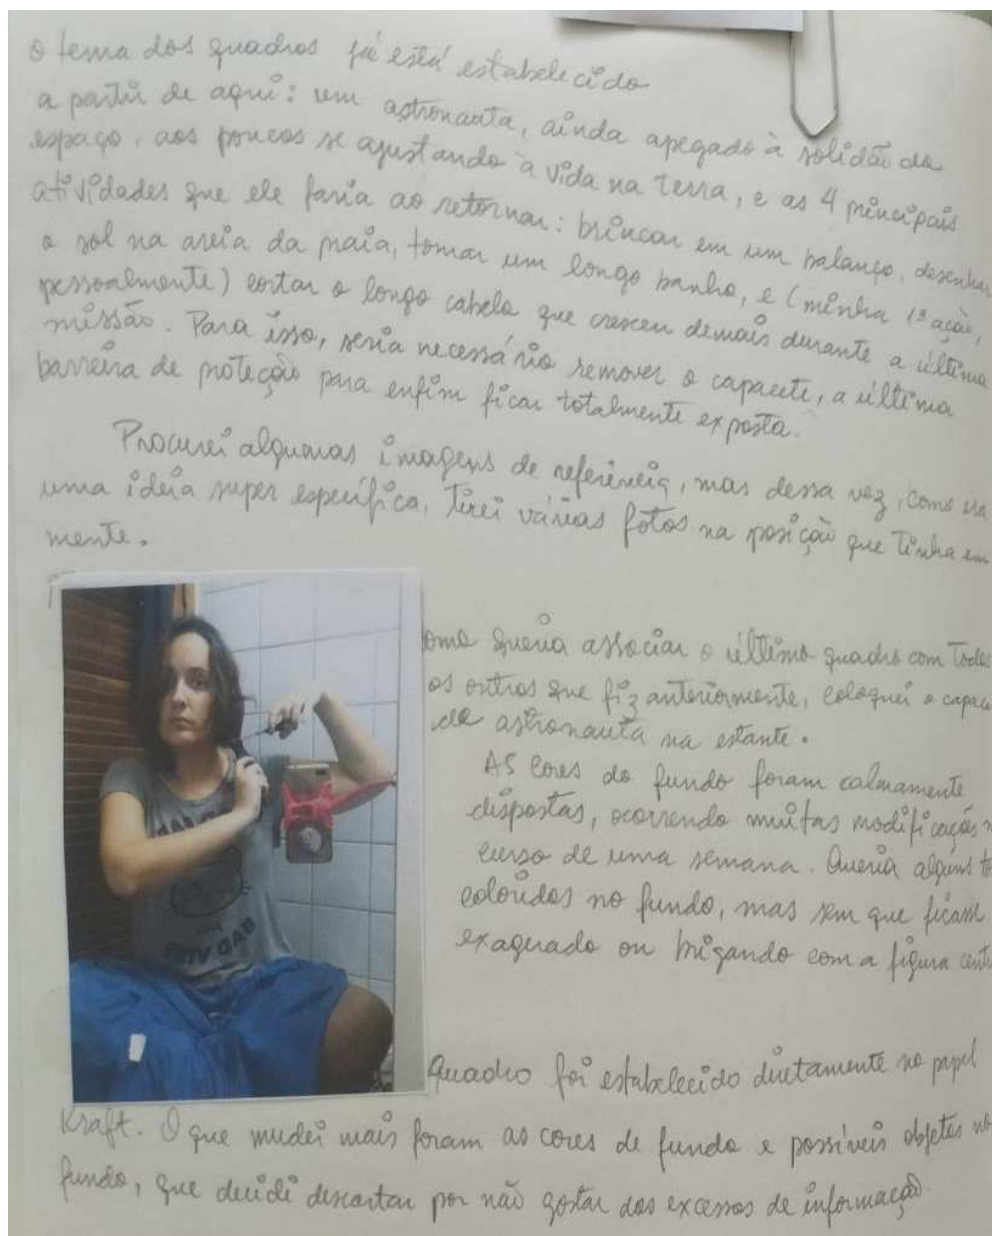 O tema dos quadros já está estabelecido
a partir de aqui: um astronauta, ainda apegado à solidão do
espaço, aos poucos se ajustando à vida na Terra, e as 4 principais
atividades que ele faria ao retornar: brincar em um balanço, desenhar
o sol na areia da praia, tomar um longo banho, e (minha 1ª ação,
pessoalmente) cortar o longo cabelo que cresceu demais durante a última
missão. Para isso, seria necessário remover o capacete, a última
barreira de proteção para enfim ficar totalmente exposta.
Procurei algumas imagens de referência, mas dessa vez, como era
uma ideia super específica, tirei várias fotos na posição que tinha em
mente.
omo queria associar o último quadro com todos
os outros que fiz anteriormente, coloquei o capace
de astronauta na estante.
AS cores do fundo foram calmamente
dispostas, ocorrendo muitas modificações n
curso de uma semana. Queria alguns to
coloridos no fundo, mas sem que ficasse
exagerado ou brigando com a figura cent
Quadro foi estabelecido diretamente no papel
Kraft. O que mudei mais foram as cores de fundo e possíveis objetos no
fundo, que decidi descartar por não gostar dos excessos de informação.
BAD VIBES